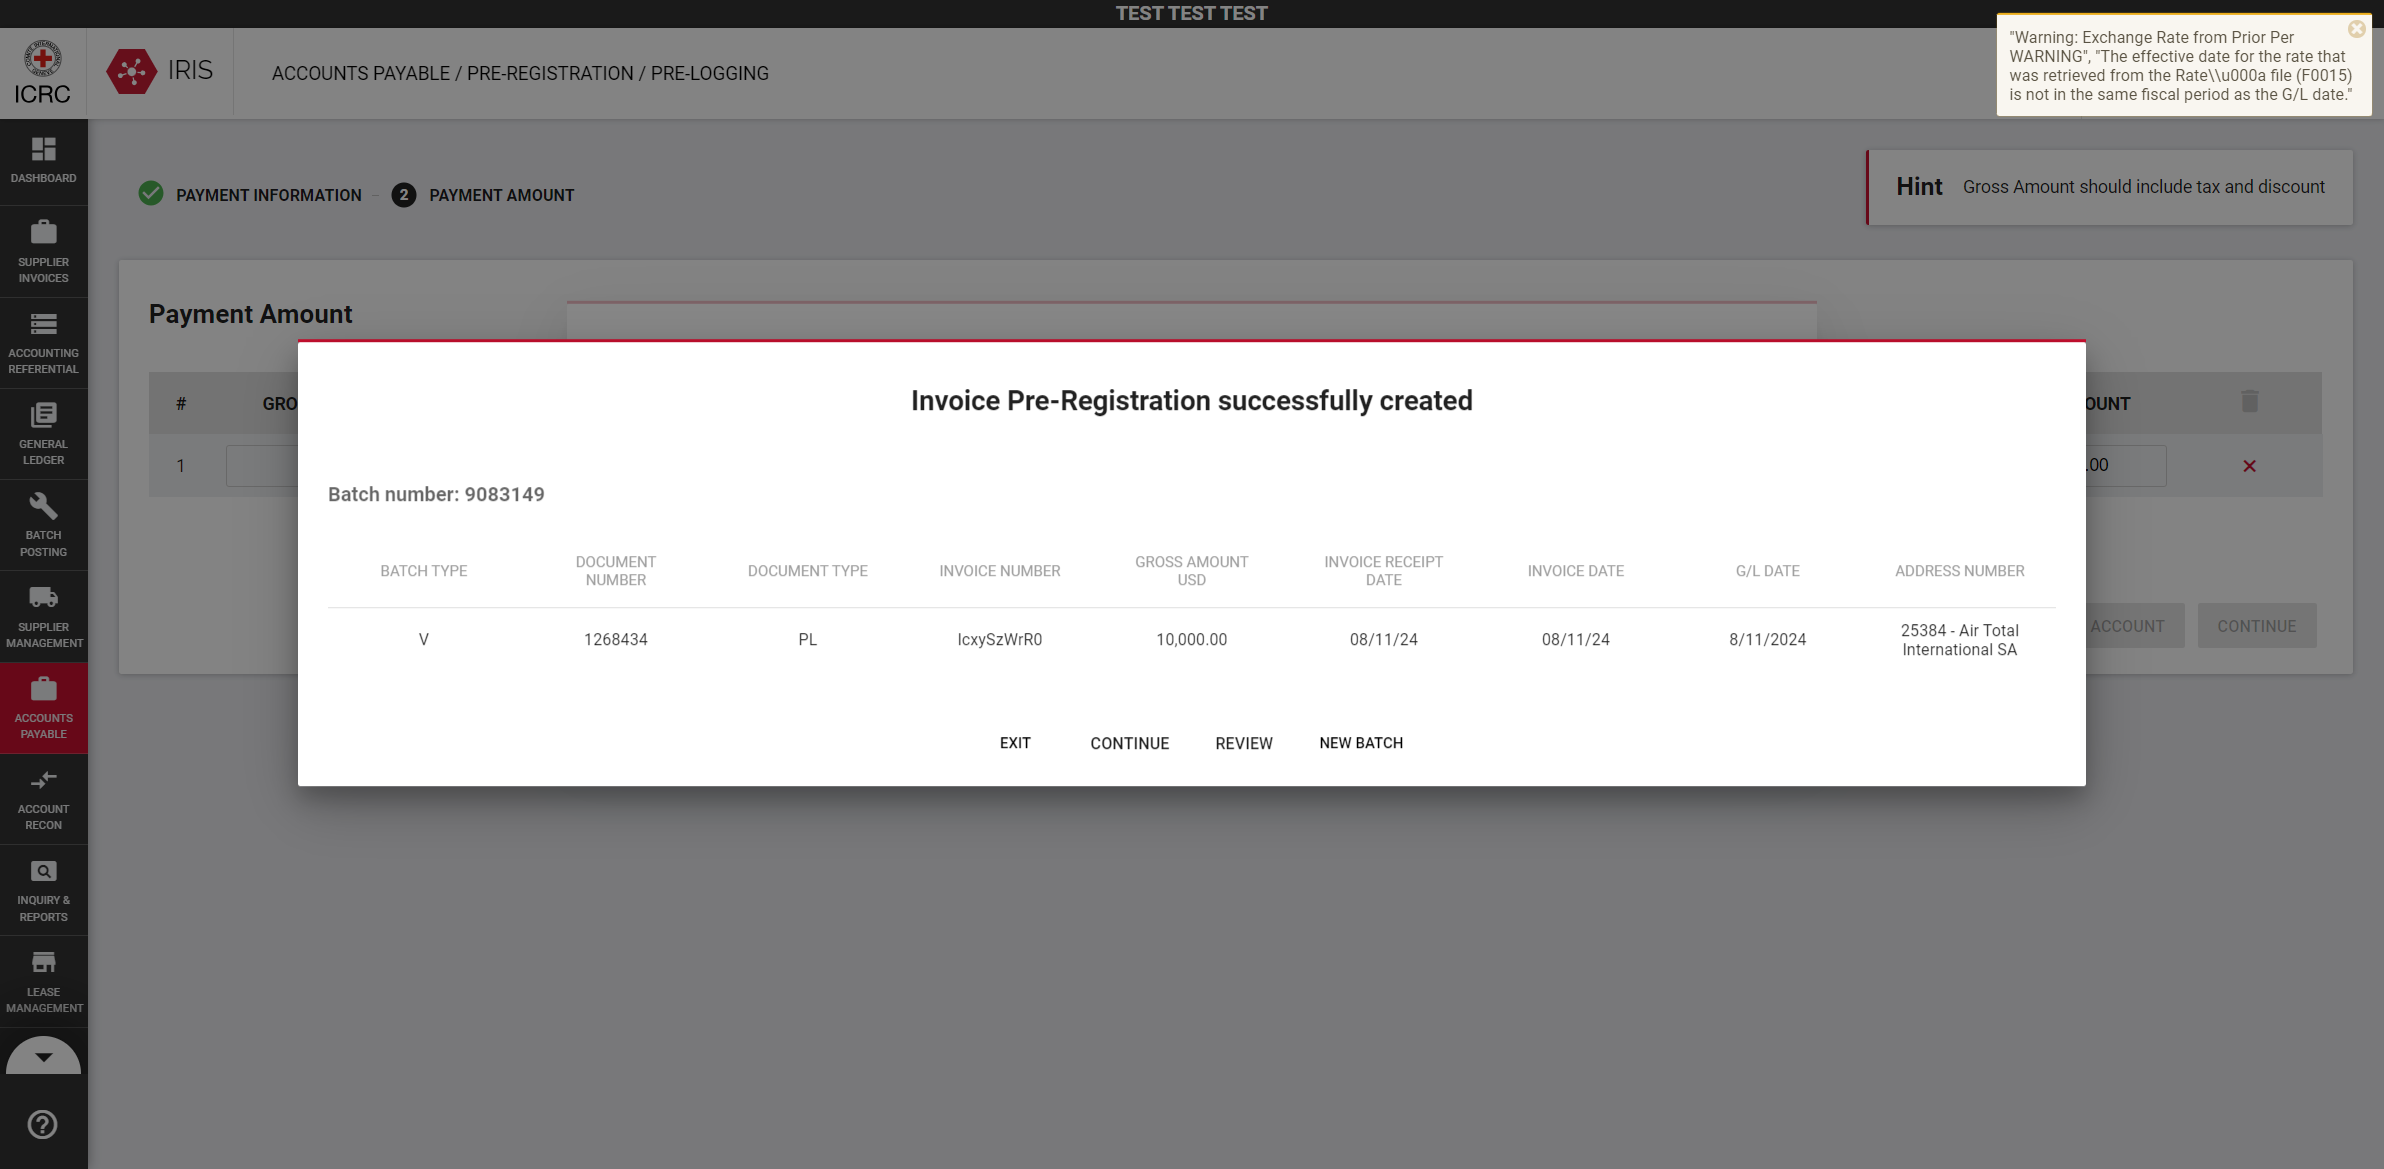 TEST TEST TEST
ICRC
IRIS
ACCOUNTS PAYABLE / PRE-REGISTRATION / PRE-LOGGING
"Warning: Exchange Rate from Prior Per
WARNING", "The effective date for the rate that
was retrieved from the Rate\\u000a file (F0015)
is not in the same fiscal period as the G/L date."
DASHBOARD
SUPPLIER
INVOICES
ACCOUNTING
REFERENTIAL
GENERAL
LEDGER
BATCH
POSTING
SUPPLIER
MANAGEMENT
ACCOUNTS
PAYABLE
ACCOUNT
RECON
INQUIRY &
REPORTS
LEASE
MANAGEMENT
PAYMENT INFORMATION
2 PAYMENT AMOUNT
Hint Gross Amount should include tax and discount
Payment Amount
# GRO OUNT
1 .00
ACCOUNT CONTINUE
Invoice Pre-Registration successfully created
Batch number: 9083149
BATCH TYPE DOCUMENT NUMBER DOCUMENT TYPE INVOICE NUMBER GROSS AMOUNT USD INVOICE RECEIPT DATE INVOICE DATE G/L DATE ADDRESS NUMBER
V 1268434 PL IcxySzWrR0 10,000.00 08/11/24 08/11/24 8/11/2024 25384 - Air Total International SA
EXIT CONTINUE REVIEW NEW BATCH